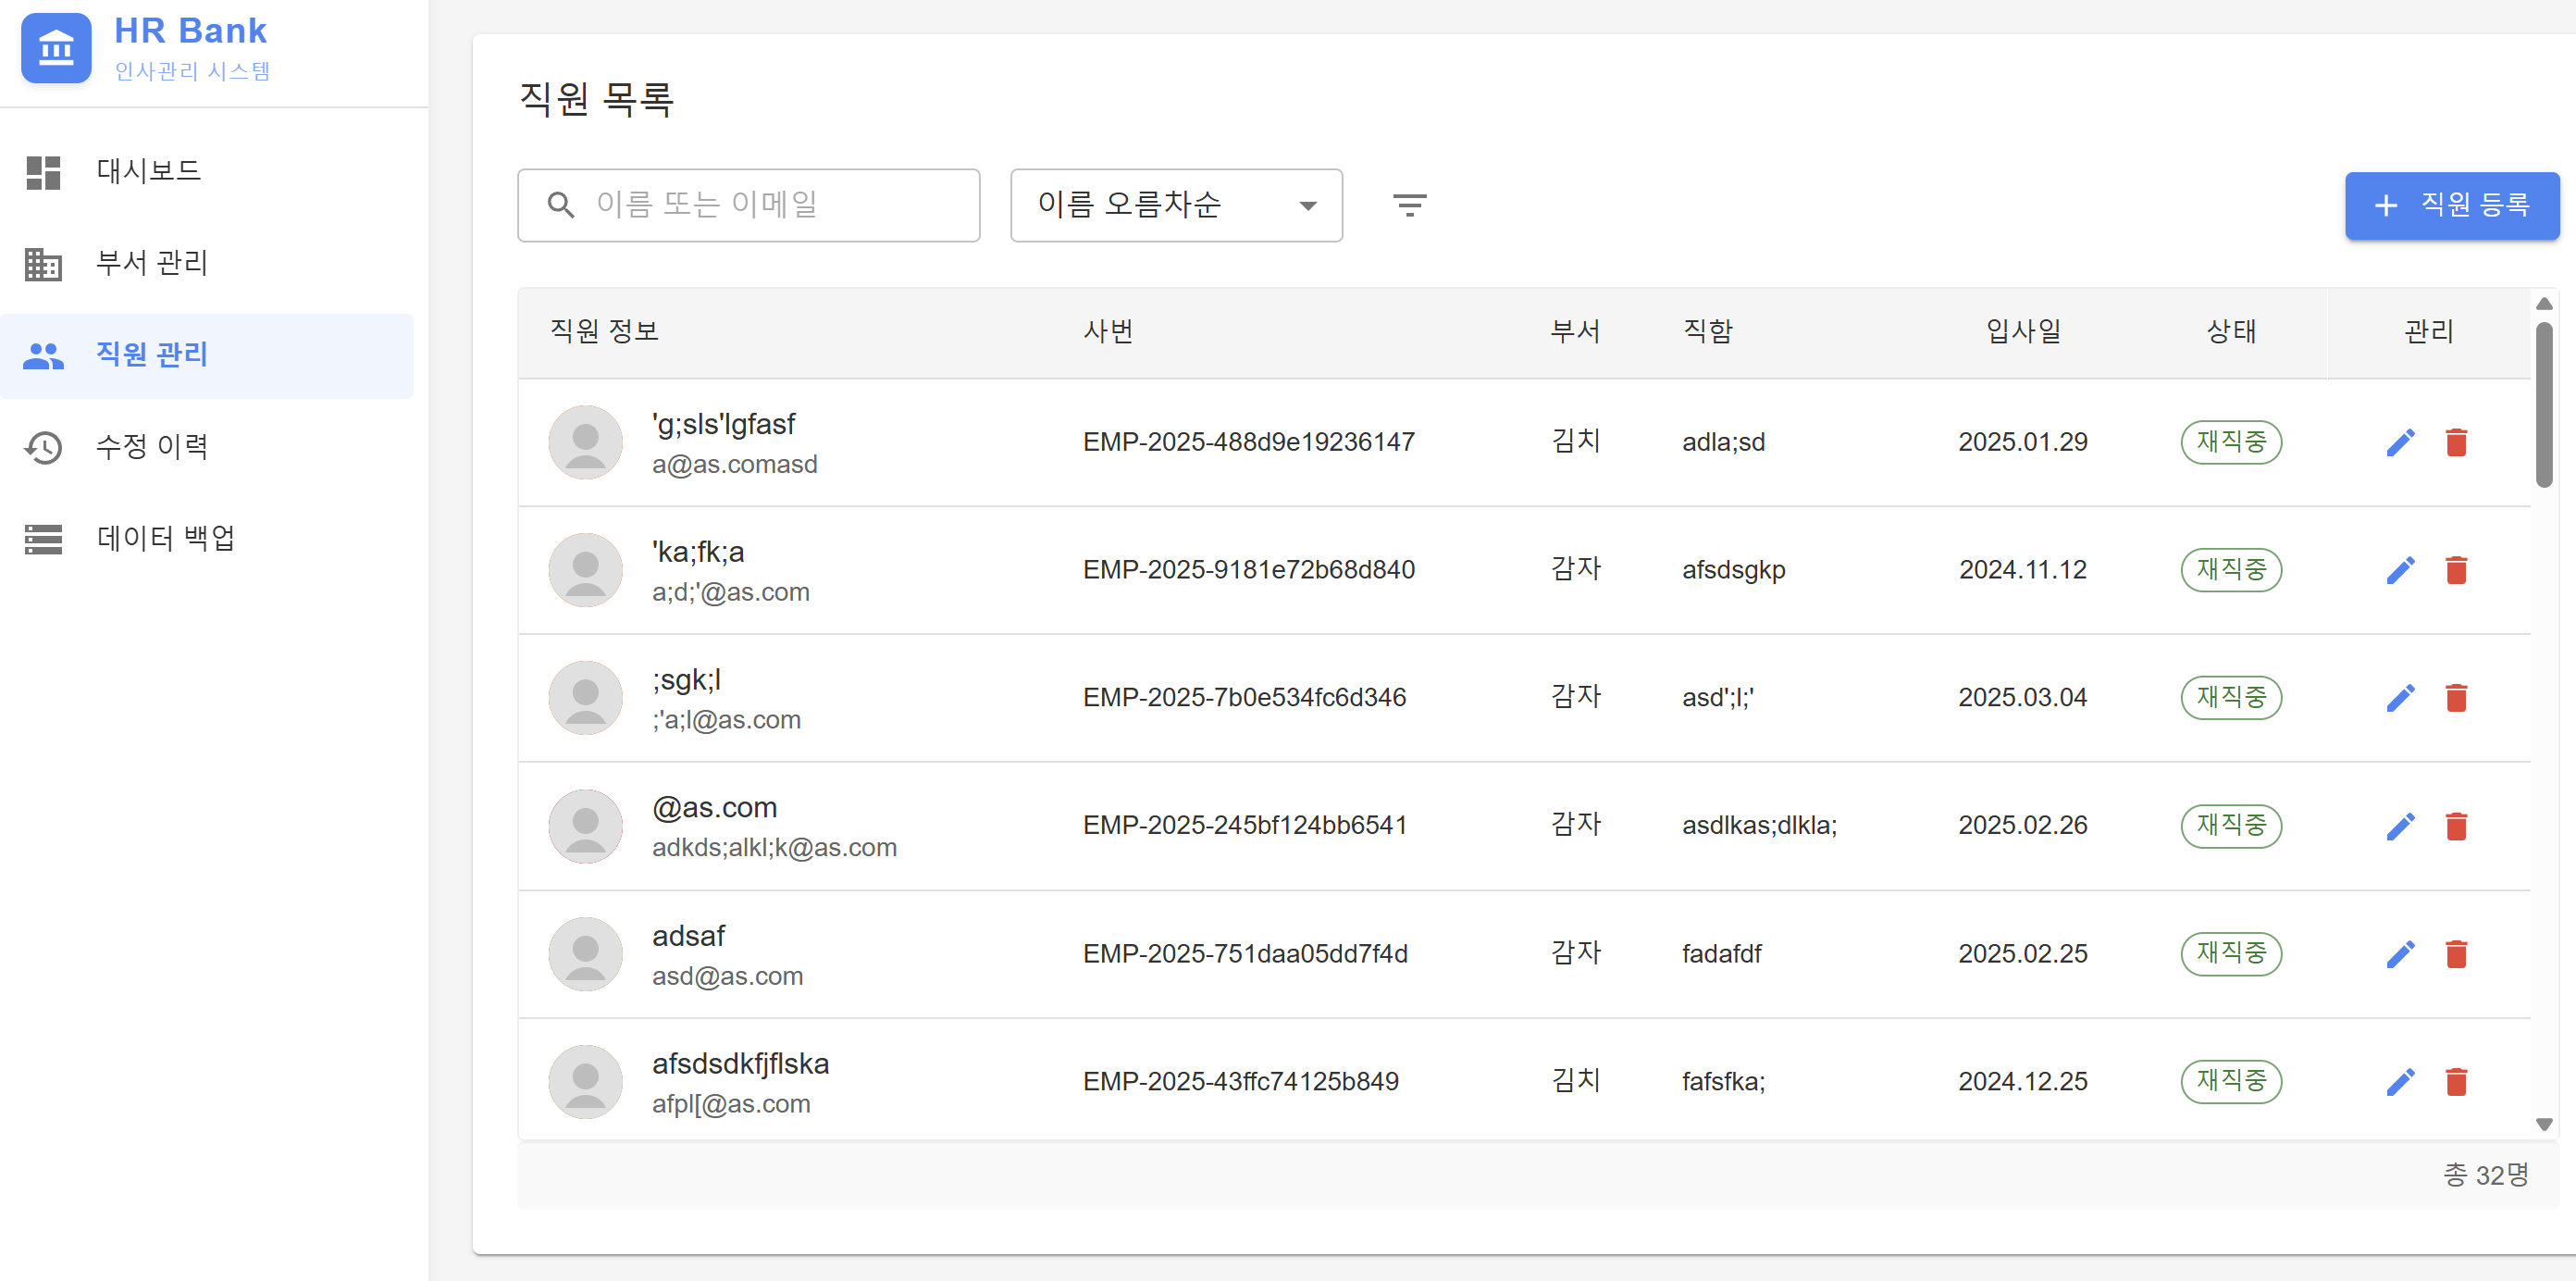 HR Bank
인사관리 시스템
대시보드
부서 관리
직원 관리
수정 이력
데이터 백업
직원 목록
이름 또는 이메일
이름 오름차순
직원 등록
직원 정보 사번 부서 직함 입사일 상태 관리
'g;sls'lgfasf
a@as.comasd
EMP-2025-488d9e19236147 김치 adla;sd 2025.01.29 재직중
'ka;fk;a
a;d;'@as.com
EMP-2025-9181e72b68d840 감자 afsdsgkp 2024.11.12 재직중
;sgk;l
;'a;l@as.com
EMP-2025-7b0e534fc6d346 감자 asd';l;' 2025.03.04 재직중
@as.com
adkds;alkl;k@as.com
EMP-2025-245bf124bb6541 감자 asdlkas;dlkla; 2025.02.26 재직중
adsaf
asd@as.com
EMP-2025-751daa05dd7f4d 감자 fadafdf 2025.02.25 재직중
afsdsdkfjflska
afpl[@as.com
EMP-2025-43ffc74125b849 김치 fafsfka; 2024.12.25 재직중
총 32명